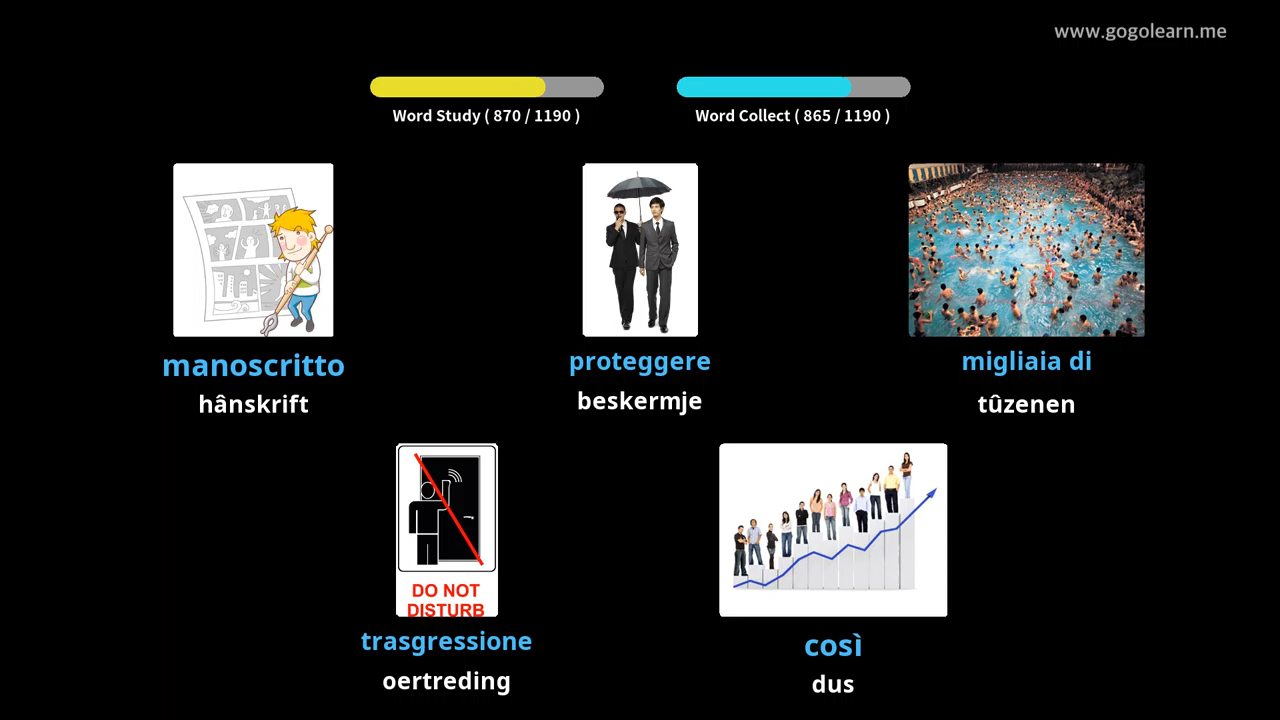 www.gogolearn.me
Word Study ( 870 / 1190 )
Word Collect ( 865 / 1190 )
manoscritto
hânskrift
proteggere
beskermje
migliaia di
tûzenen
DO NOT
DISTURB
trasgressione
oertreding
così
dus